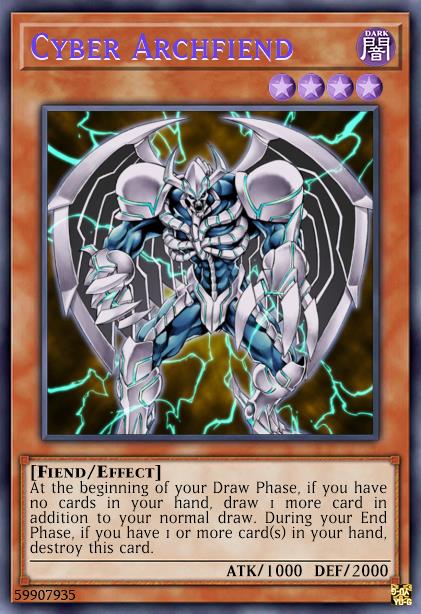 CYBER ARCHFIEND
DARK
闇
[FIEND/EFFECT]
At the beginning of your Draw Phase, if you have
no cards in your hand, draw 1 more card in
addition to your normal draw. During your End
Phase, if you have 1 or more card(s) in your hand,
destroy this card.
ATK/1000 DEF/2000
59907935